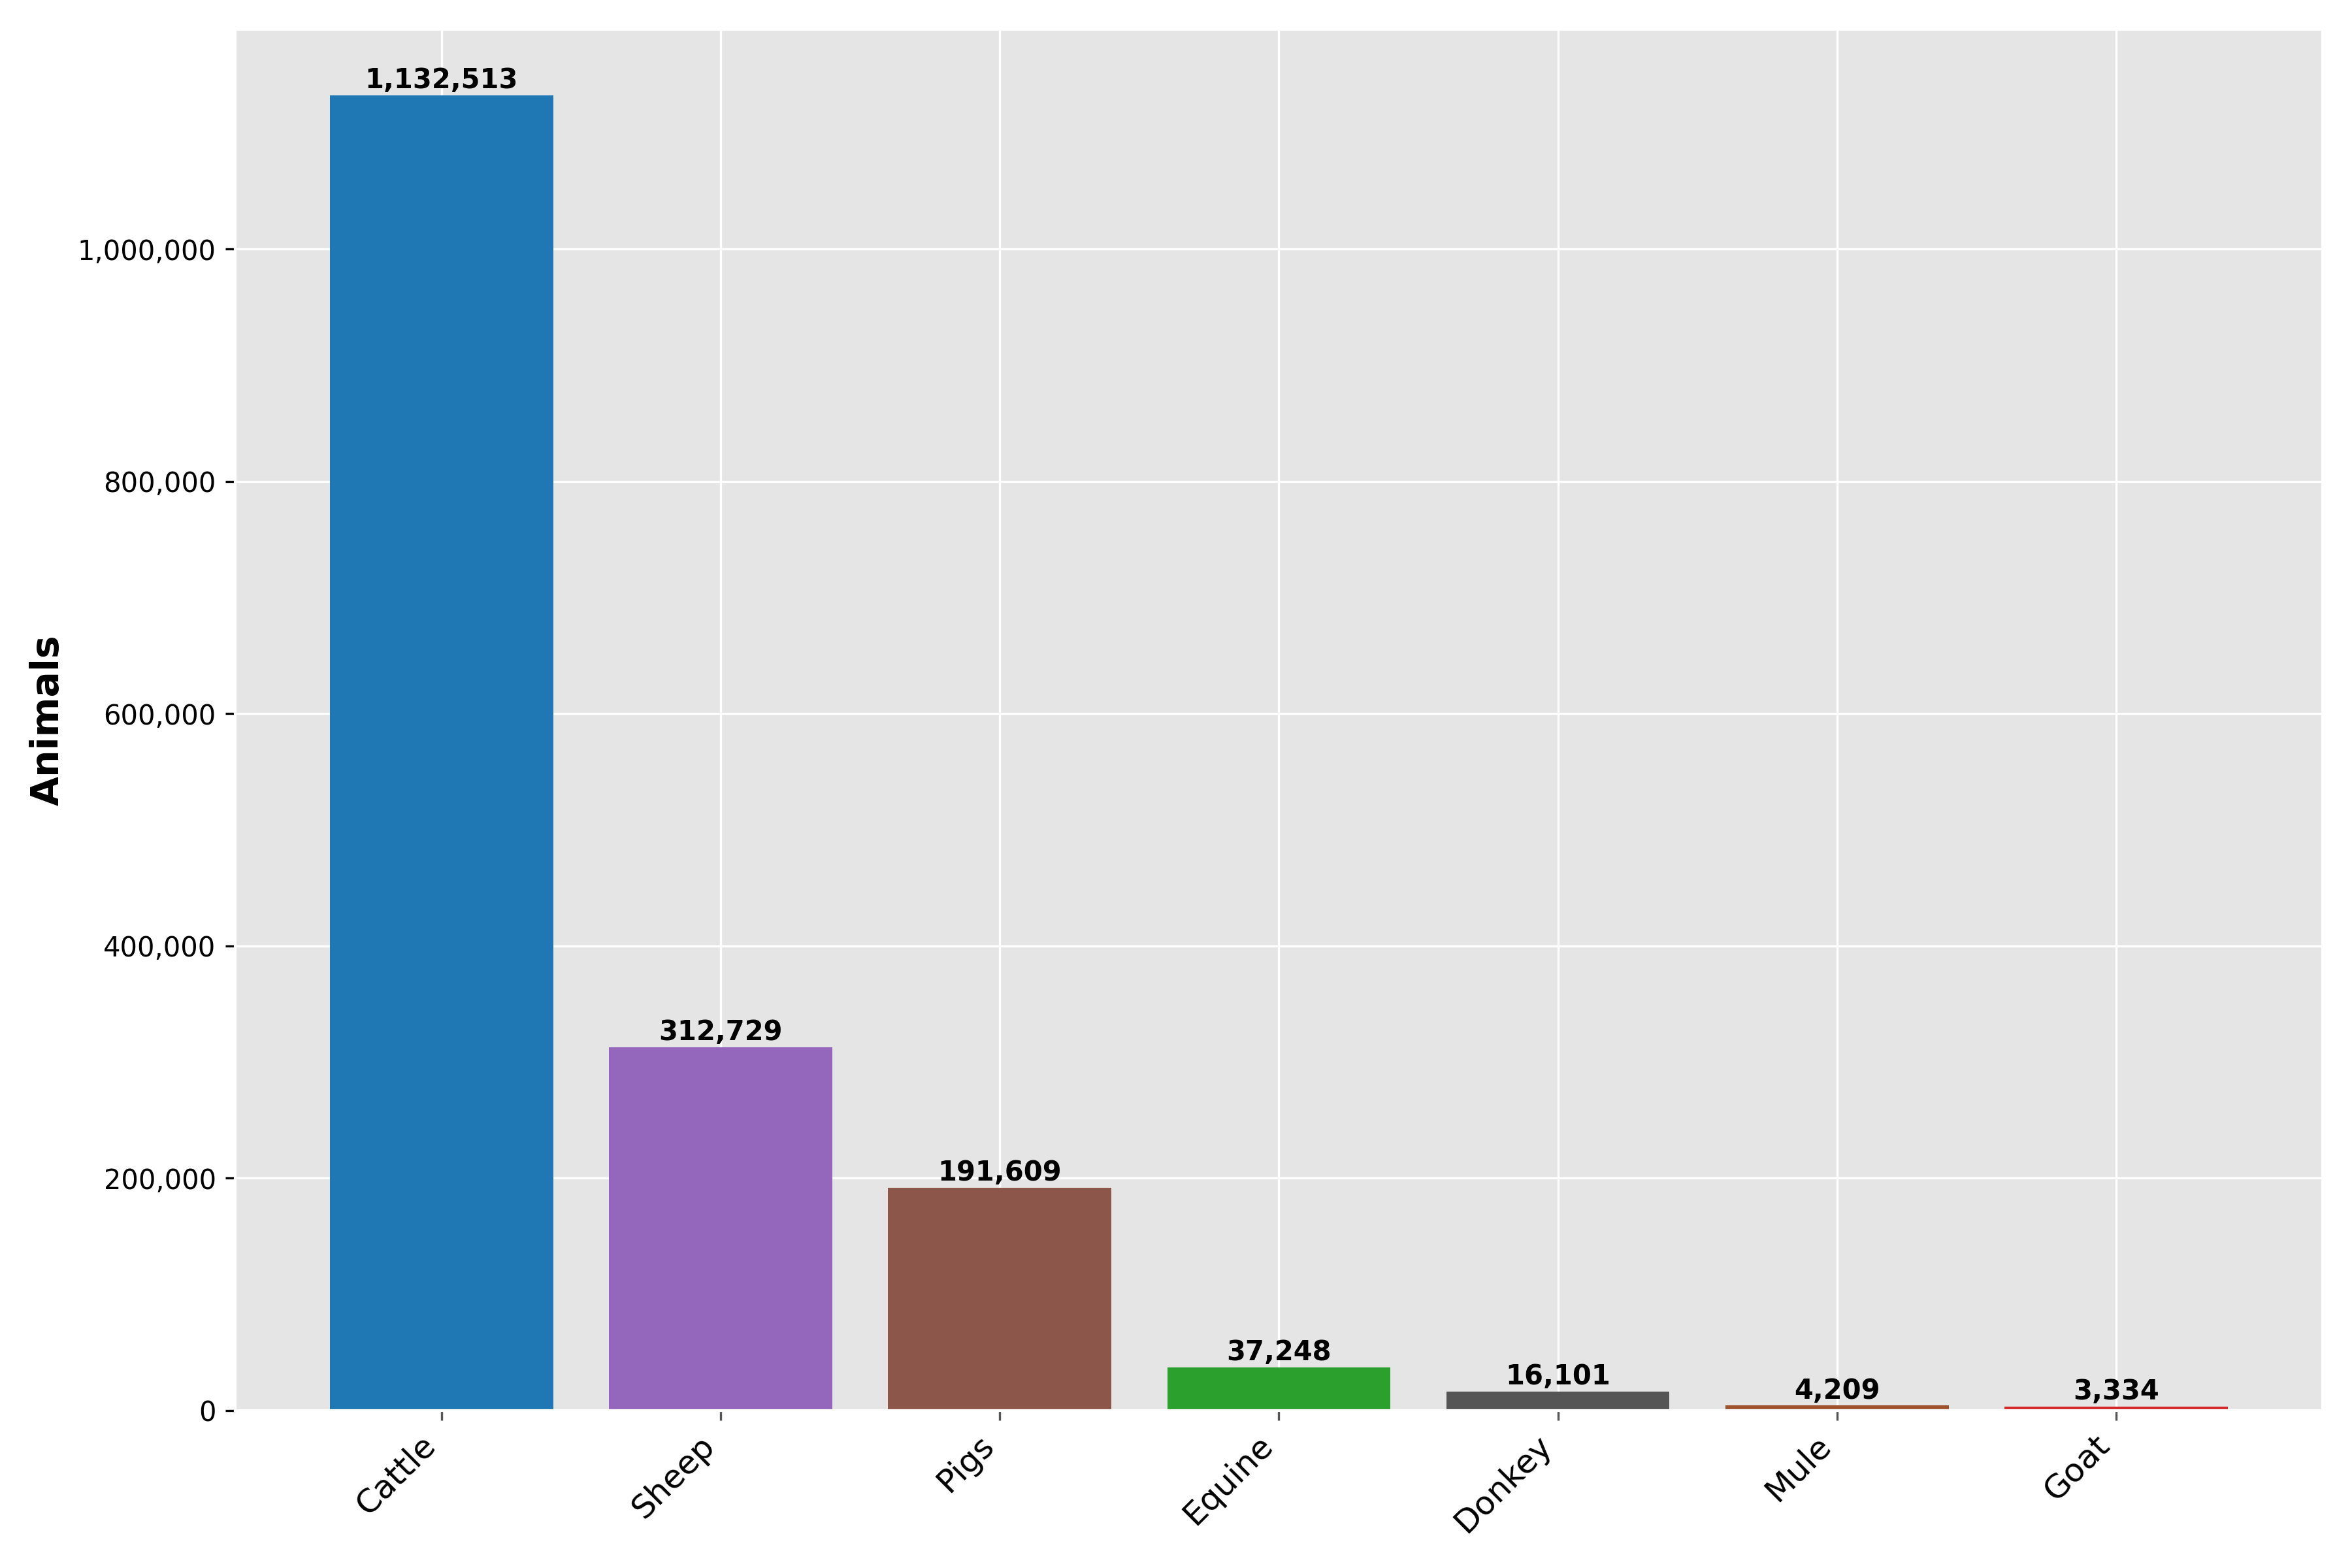 Animals
1,000,000
800,000
600,000
400,000
200,000
0
1,132,513
312,729
191,609
37,248
16,101
4,209
3,334
Cattle
Sheep
Pigs
Equine
Donkey
Mule
Goat